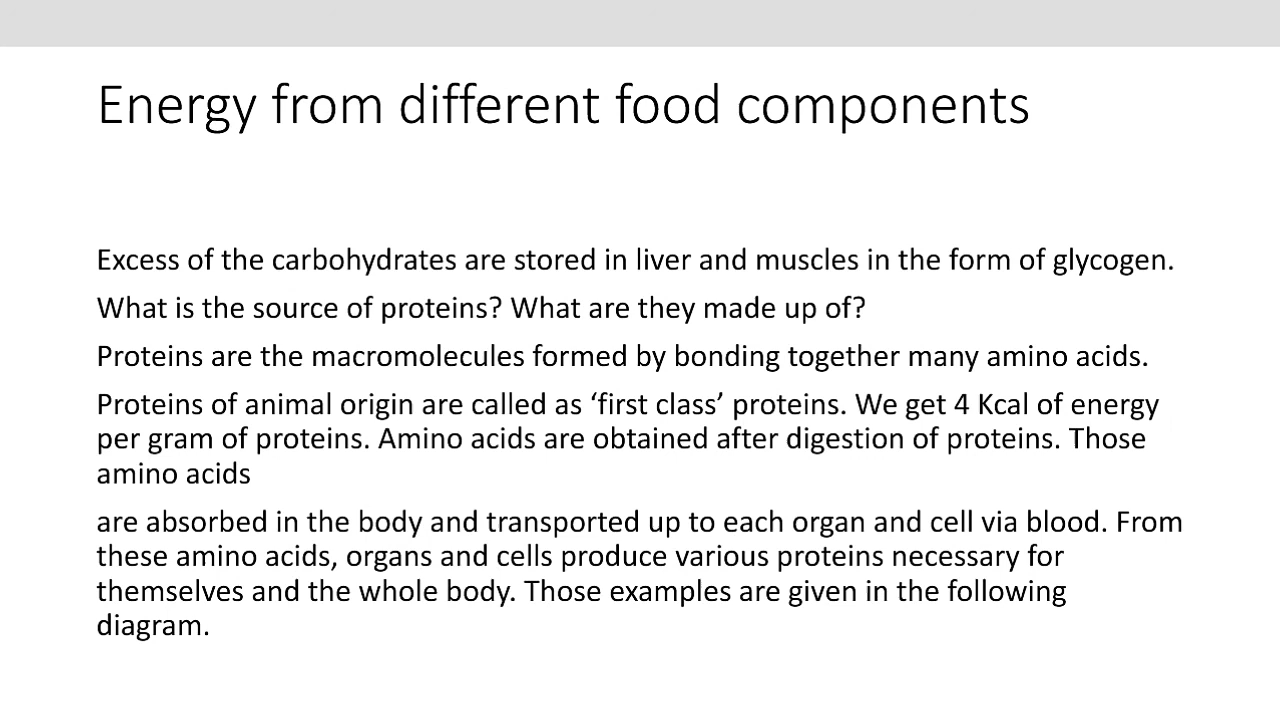 Energy from different food components
Excess of the carbohydrates are stored in liver and muscles in the form of glycogen.
What is the source of proteins? What are they made up of?
Proteins are the macromolecules formed by bonding together many amino acids.
Proteins of animal origin are called as ‘first class’ proteins. We get 4 Kcal of energy
per gram of proteins. Amino acids are obtained after digestion of proteins. Those
amino acids
are absorbed in the body and transported up to each organ and cell via blood. From
these amino acids, organs and cells produce various proteins necessary for
themselves and the whole body. Those examples are given in the following
diagram.